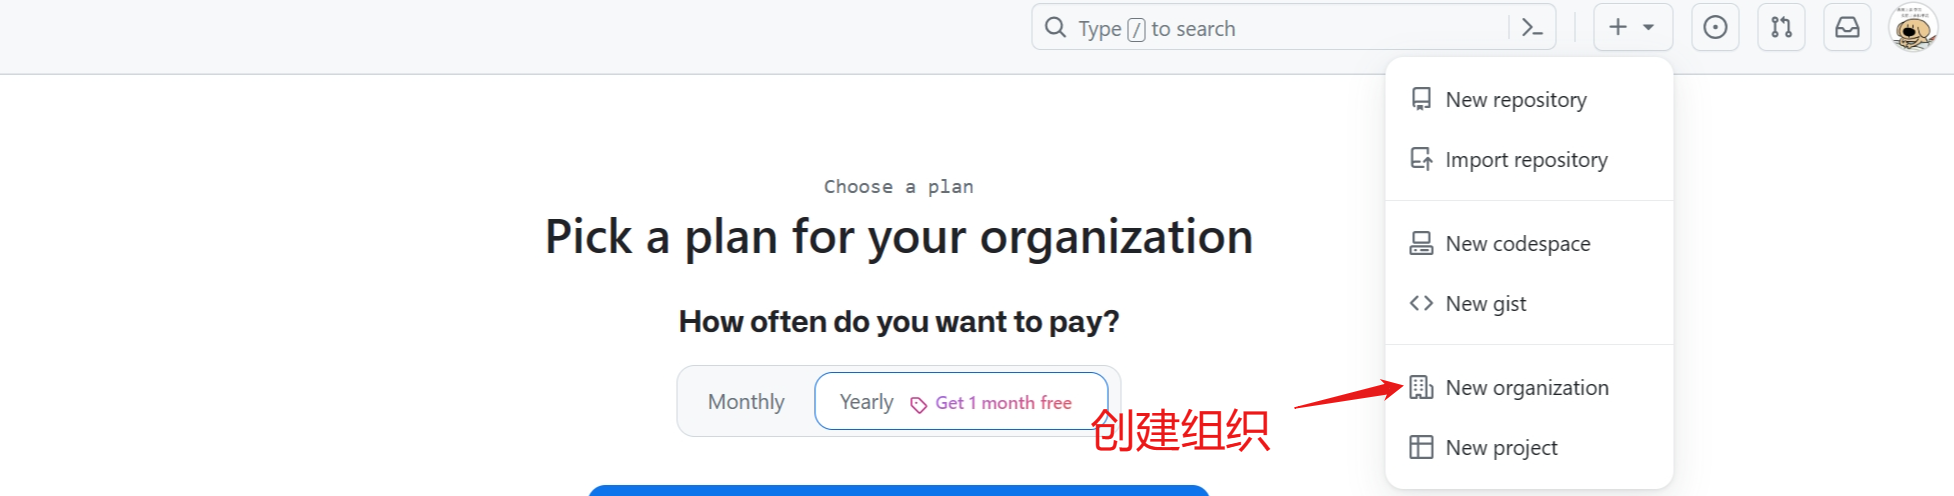 Type / to search
New repository
Import repository
New codespace
New gist
New organization
New project
Choose a plan
Pick a plan for your organization
How often do you want to pay?
Monthly
Yearly Get 1 month free
创建组织